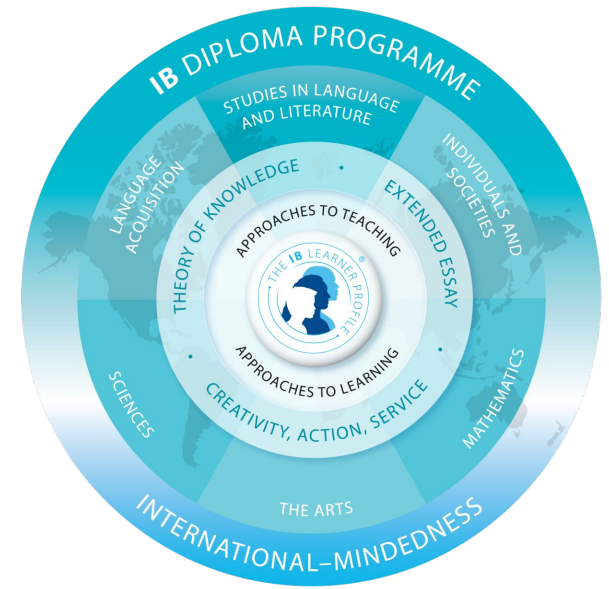 IB DIPLOMA PROGRAMME
STUDIES IN LANGUAGE
AND LITERATURE
LANGUAGE
ACQUISITION
INDIVIDUALS AND
SOCIETIES
THEORY OF KNOWLEDGE
EXTENDED ESSAY
APPROACHES TO TEACHING
THE IB LEARNER PROFILE
®
APPROACHES TO LEARNING
CREATIVITY, ACTION, SERVICE
SCIENCES
MATHEMATICS
THE ARTS
INTERNATIONAL–MINDEDNESS